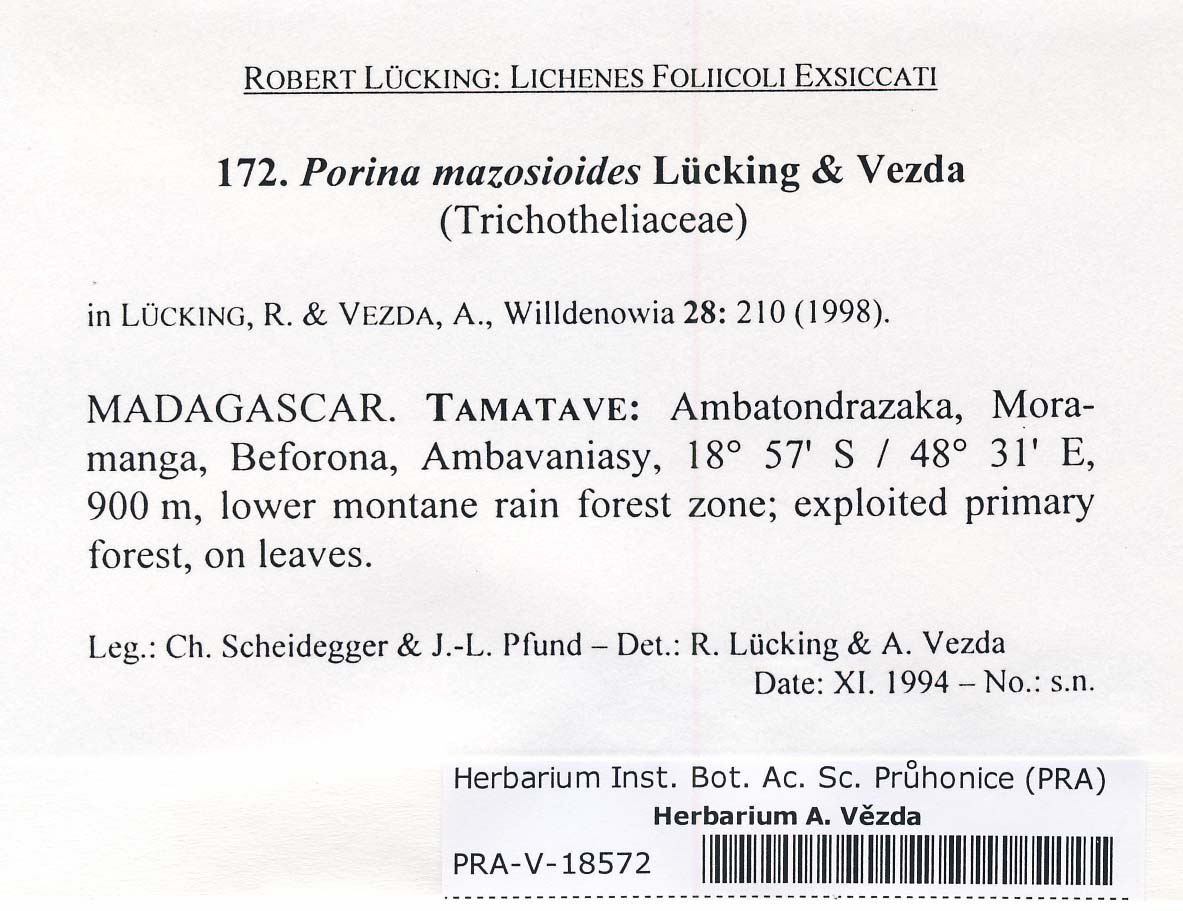 ROBERT LÜCKING: LICHENES FOLIICOLI EXSICCATI
172. Porina mazosioides Lücking & Vezda
(Trichotheliaceae)
in LÜCKING, R. & VEZDA, A., Willdenowia 28: 210 (1998).
MADAGASCAR. TAMATAVE: Ambatondrazaka, Mora-
manga, Beforona, Ambavaniasy, 18° 57' S / 48° 31' E,
900 m, lower montane rain forest zone; exploited primary
forest, on leaves.
Leg.: Ch. Scheidegger & J.-L. Pfund – Det.: R. Lücking & A. Vezda
Date: XI. 1994 – No.: s.n.
Herbarium Inst. Bot. Ac. Sc. Průhonice (PRA)
Herbarium A. Vězda
PRA-V-18572